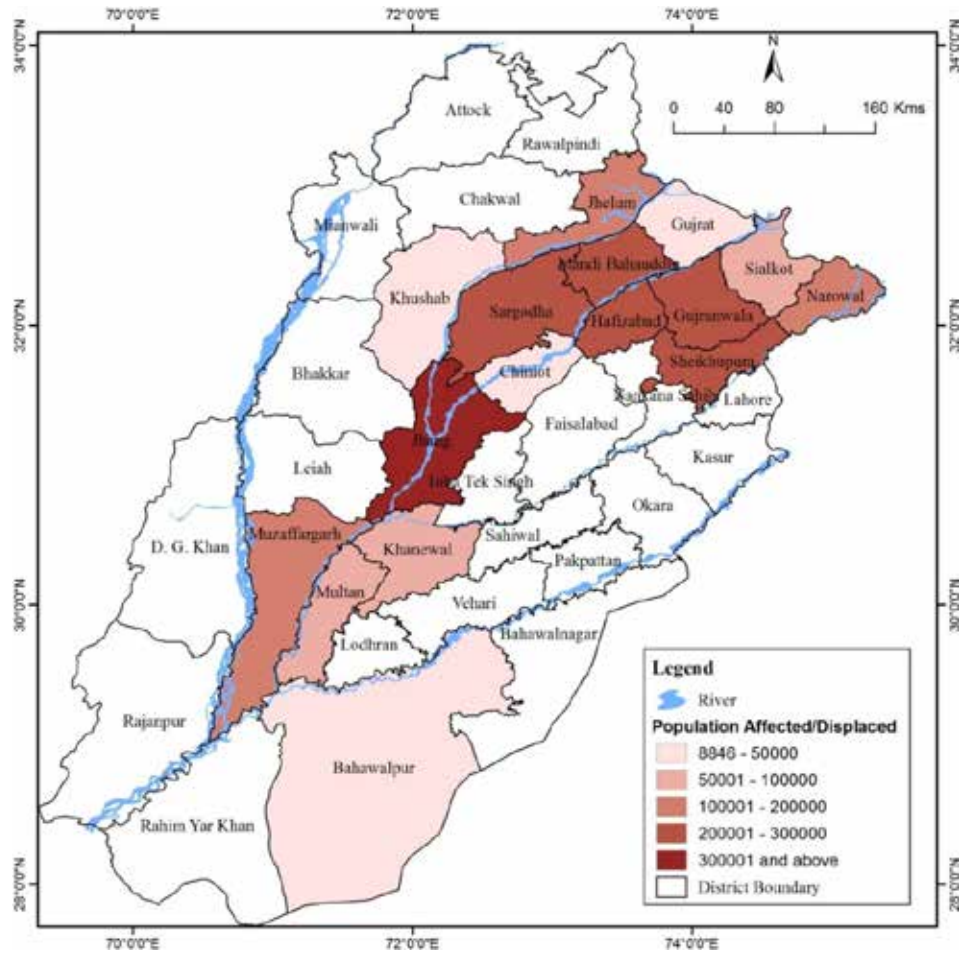 70°0'0"E 72°0'0"E 74°0'0"E
34°0'0"N 34°0'0"N
N
0 40 80 160 Kms
Attock
Rawalpindi
Chakwal
Jhelam
Mianwali
Gujrat
Mandi Bahauddin
Sialkot
Khushab
Narowal
Sargodha
Hafizabad
Gujranwala
32°0'0"N 32°0'0"N
Sheikhupura
Bhakkar
Chiniot
Nankana Sahib
Lahore
Faisalabad
Jhang
Kasur
Leiah
Toba Tek Singh
Okara
Muzaffargarh
Sahiwal
D. G. Khan
Khanewal
Pakpattan
Multan
Vehari
30°0'0"N 30°0'0"N
Bahawalnagar
Lodhran
Legend
River
Rajanpur
Population Affected/Displaced
8846 - 50000
Bahawalpur
50001 - 100000
100001 - 200000
Rahim Yar Khan
200001 - 300000
300001 and above
District Boundary
28°0'0"N 28°0'0"N
70°0'0"E 72°0'0"E 74°0'0"E